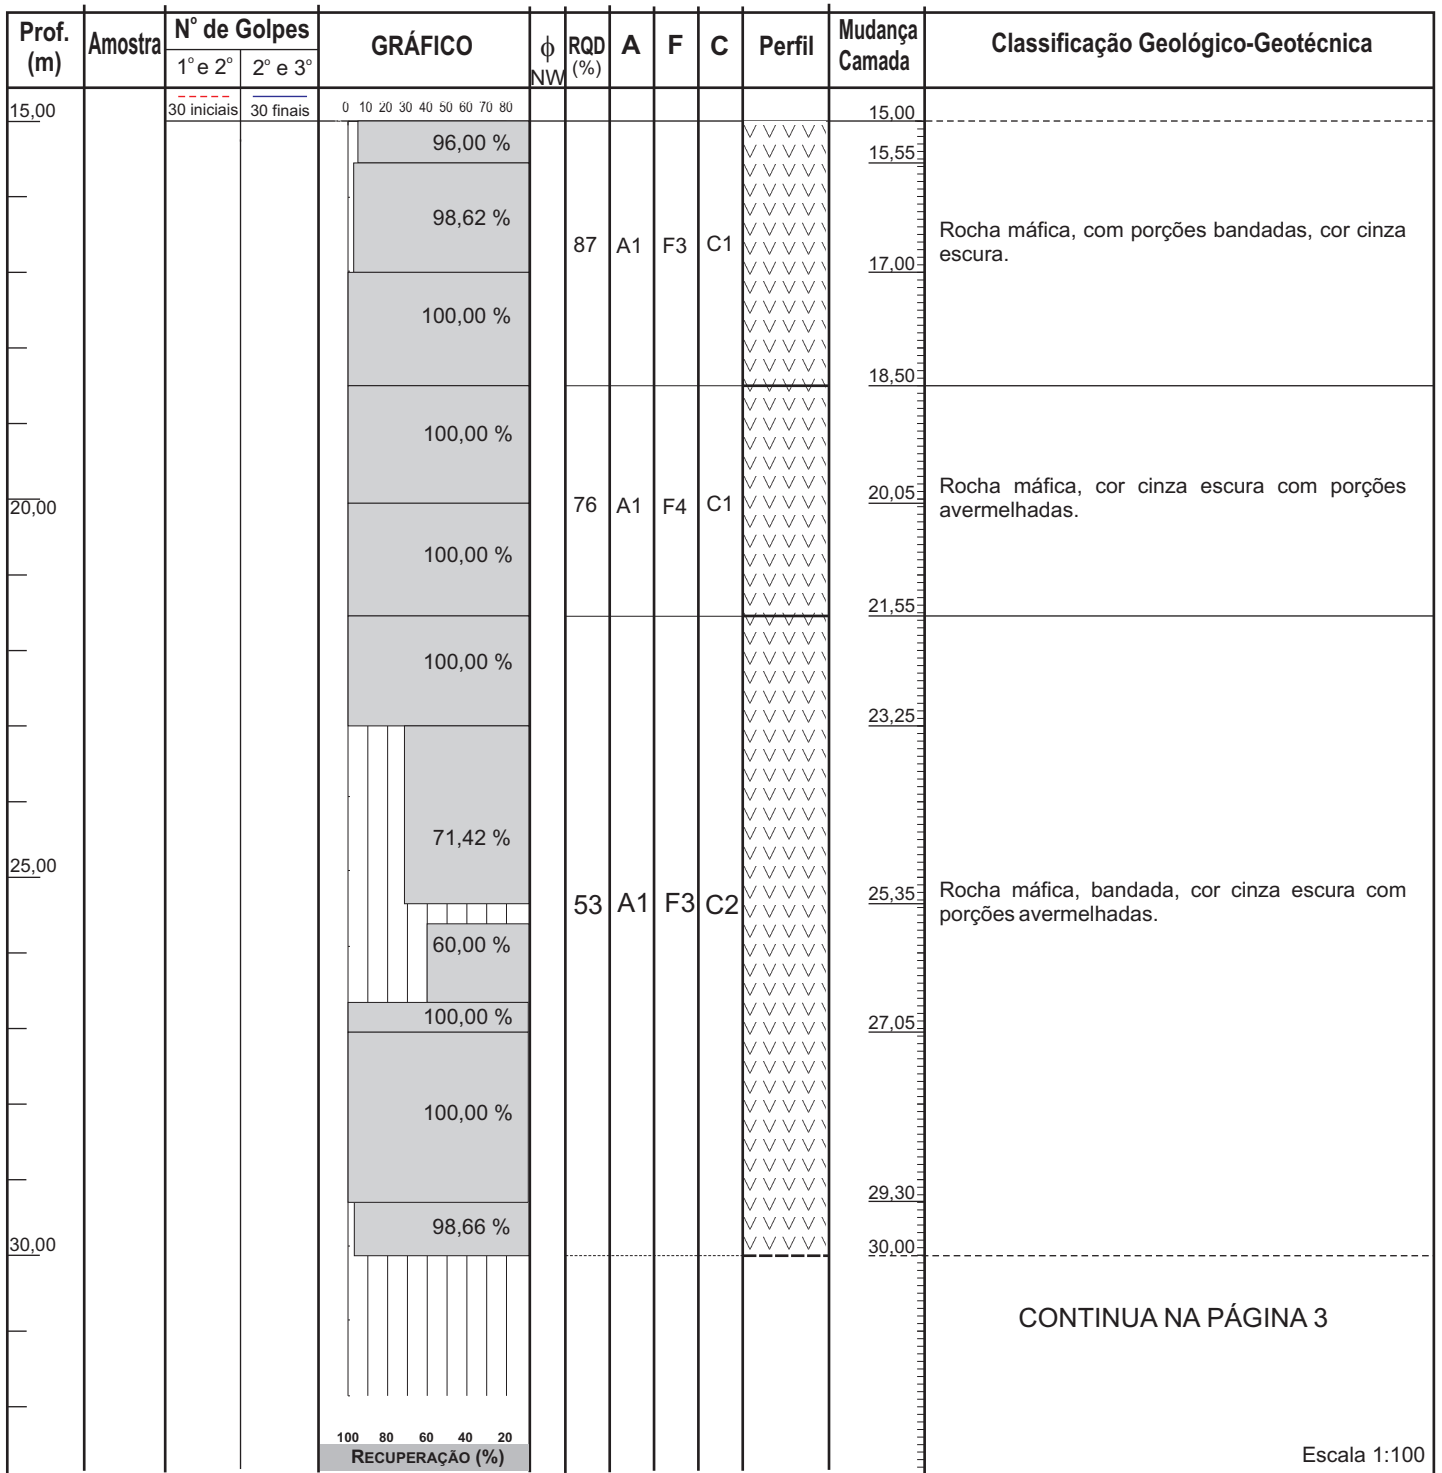 Prof. (m) Amostra N° de Golpes GRÁFICO ϕ NW RQD (%) A F C Perfil Mudança Camada Classificação Geológico-Geotécnica
1° e 2° 2° e 3°
30 iniciais 30 finais
0 10 20 30 40 50 60 70 80
15,00 15,00
96,00 %
15,55
98,62 %
87 A1 F3 C1
Rocha máfica, com porções bandadas, cor cinza
escura.
17,00
100,00 %
18,50
100,00 %
20,00
76 A1 F4 C1
20,05
Rocha máfica, cor cinza escura com porções
avermelhadas.
100,00 %
21,55
100,00 %
23,25
71,42 %
25,00
53 A1 F3 C2
25,35
Rocha máfica, bandada, cor cinza escura com
porções avermelhadas.
60,00 %
100,00 %
27,05
100,00 %
29,30
98,66 %
30,00 30,00
CONTINUA NA PÁGINA 3
100 80 60 40 20
RECUPERAÇÃO (%)
Escala 1:100